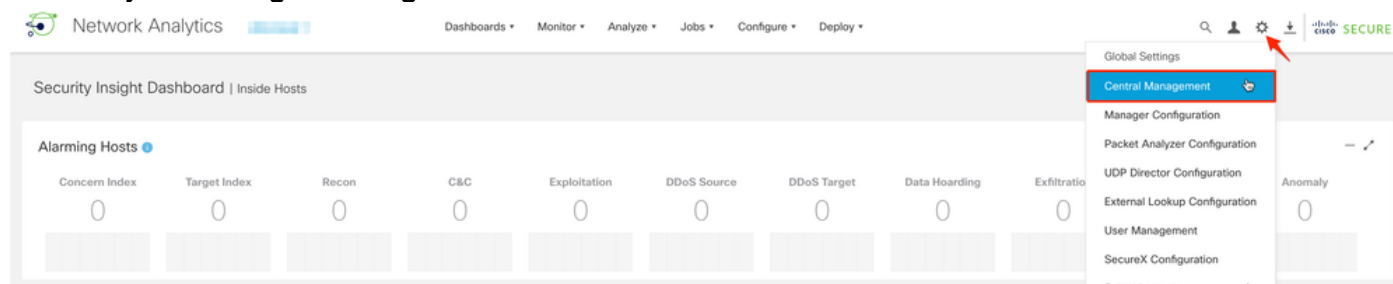 Network Analytics
Dashboards Monitor Analyze Jobs Configure Deploy
cisco SECURE
Global Settings
Central Management
Manager Configuration
Packet Analyzer Configuration
UDP Director Configuration
External Lookup Configuration
User Management
SecureX Configuration
Security Insight Dashboard | Inside Hosts
Alarming Hosts
Concern Index Target Index Recon C&C Exploitation DDoS Source DDoS Target Data Hoarding Exfiltratio Anomaly
0 0 0 0 0 0 0 0 0 0